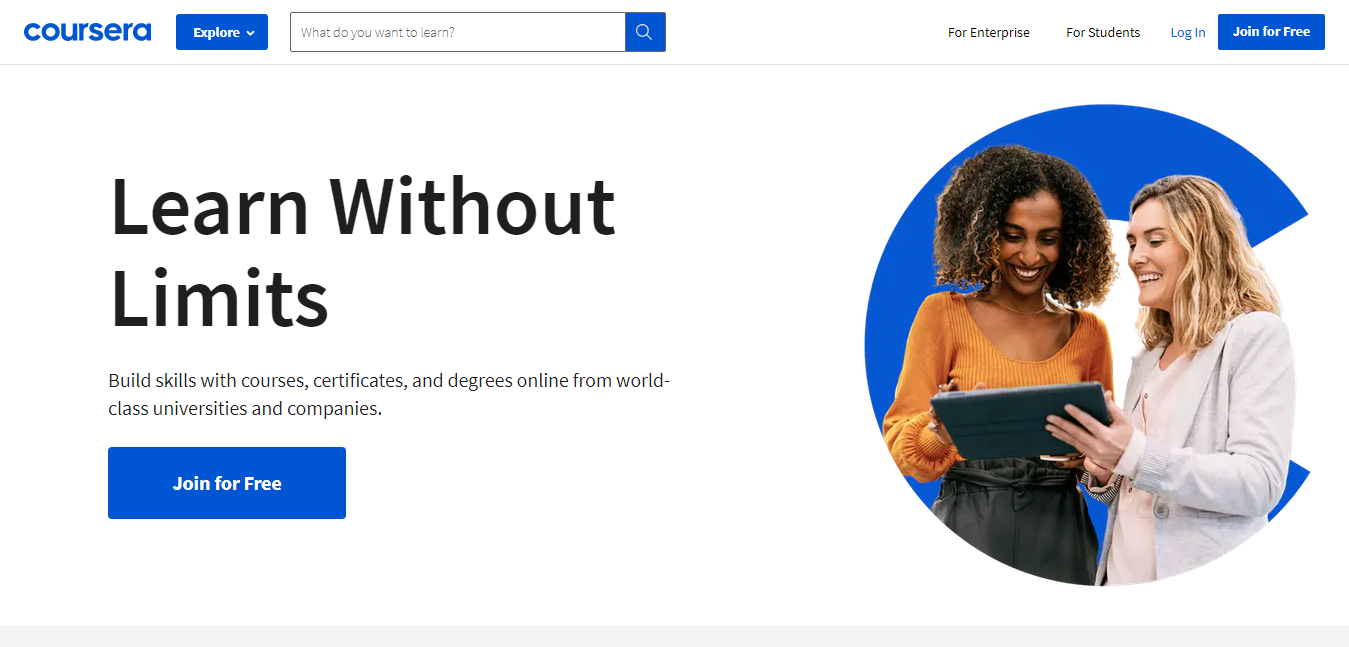 coursera
Explore
What do you want to learn?
For Enterprise
For Students
Log In
Join for Free
Learn Without
Limits
Build skills with courses, certificates, and degrees online from world-
class universities and companies.
Join for Free